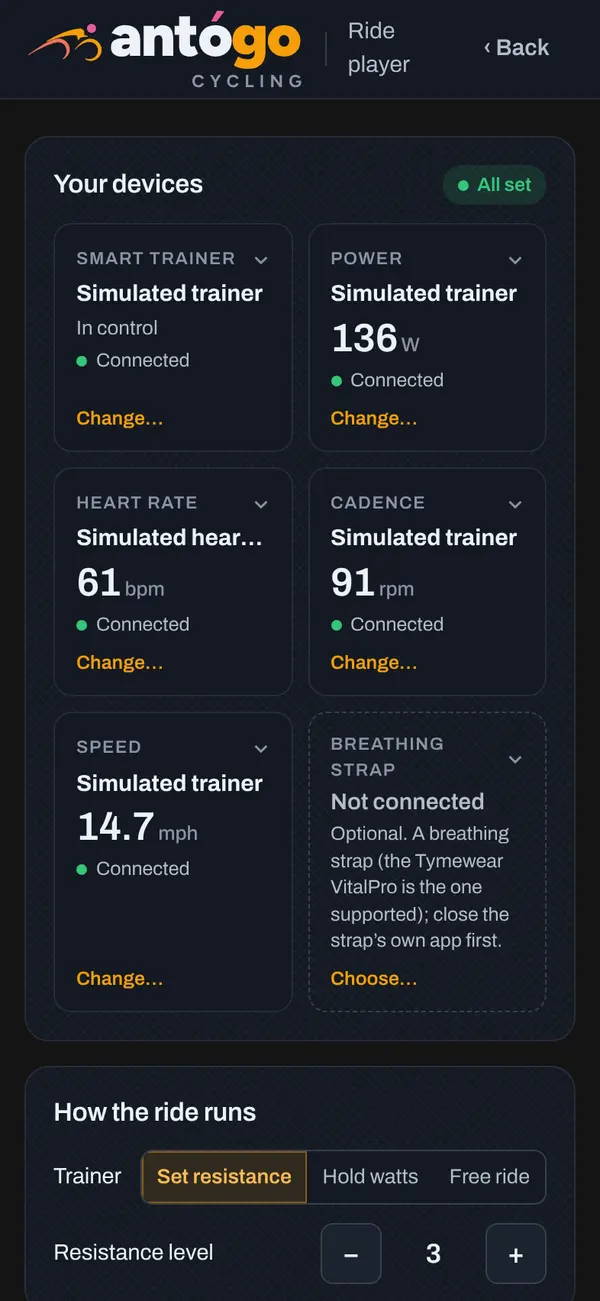 antógo
CYCLING
Ride
player
‹ Back
Your devices
All set
SMART TRAINER
Simulated trainer
In control
Connected
Change...
POWER
Simulated trainer
136 W
Connected
Change...
HEART RATE
Simulated hear...
61 bpm
Connected
Change...
CADENCE
Simulated trainer
91 rpm
Connected
Change...
SPEED
Simulated trainer
14.7 mph
Connected
Change...
BREATHING
STRAP
Not connected
Optional. A breathing
strap (the Tymewear
VitalPro is the one
supported); close the
strap’s own app first.
Choose...
How the ride runs
Trainer
Set resistance
Hold watts
Free ride
Resistance level
−
3
+